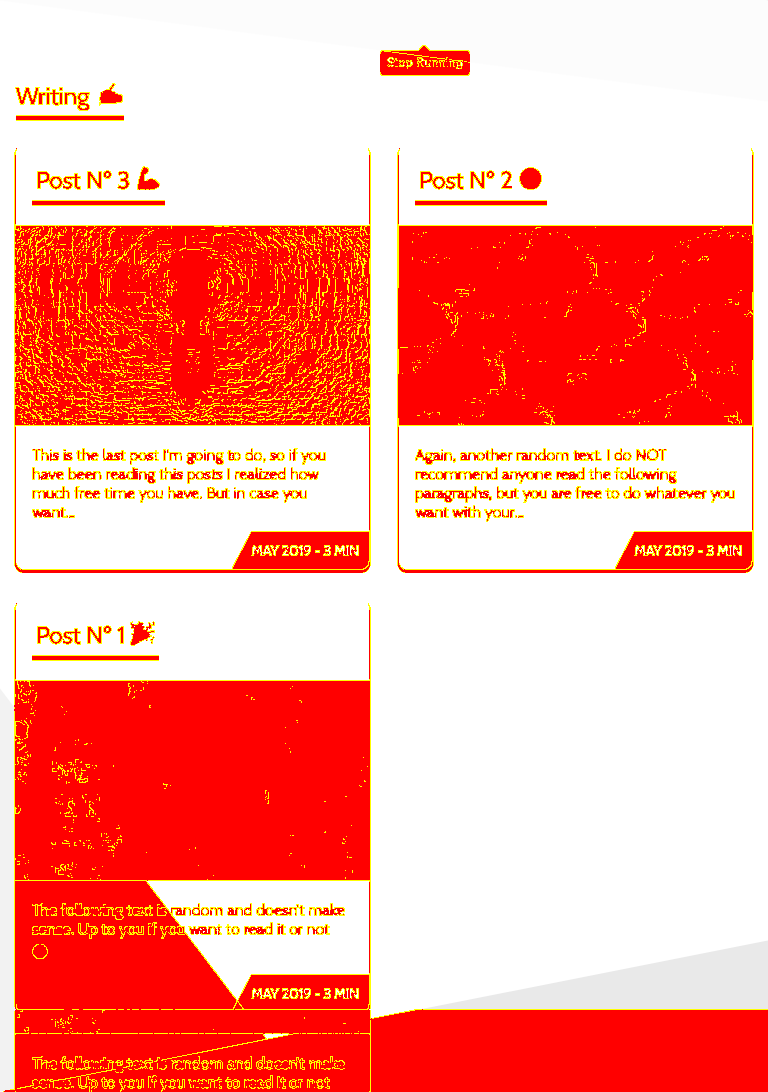 Stop Running
Writing
Post N° 3
Post N° 2
This is the last post I'm going to do, so if you
have been reading this posts I realized how
much free time you have. But in case you
want...
MAY 2019 - 3 MIN
Again, another random text. I do NOT
recommend anyone read the following
paragraphs, but you are free to do whatever you
want with your...
MAY 2019 - 3 MIN
Post N° 1
The following text is random and doesn't make
sense. Up to you if you want to read it or not
MAY 2019 - 3 MIN
The following text is random and doesn't make
sense. Up to you if you want to read it or not